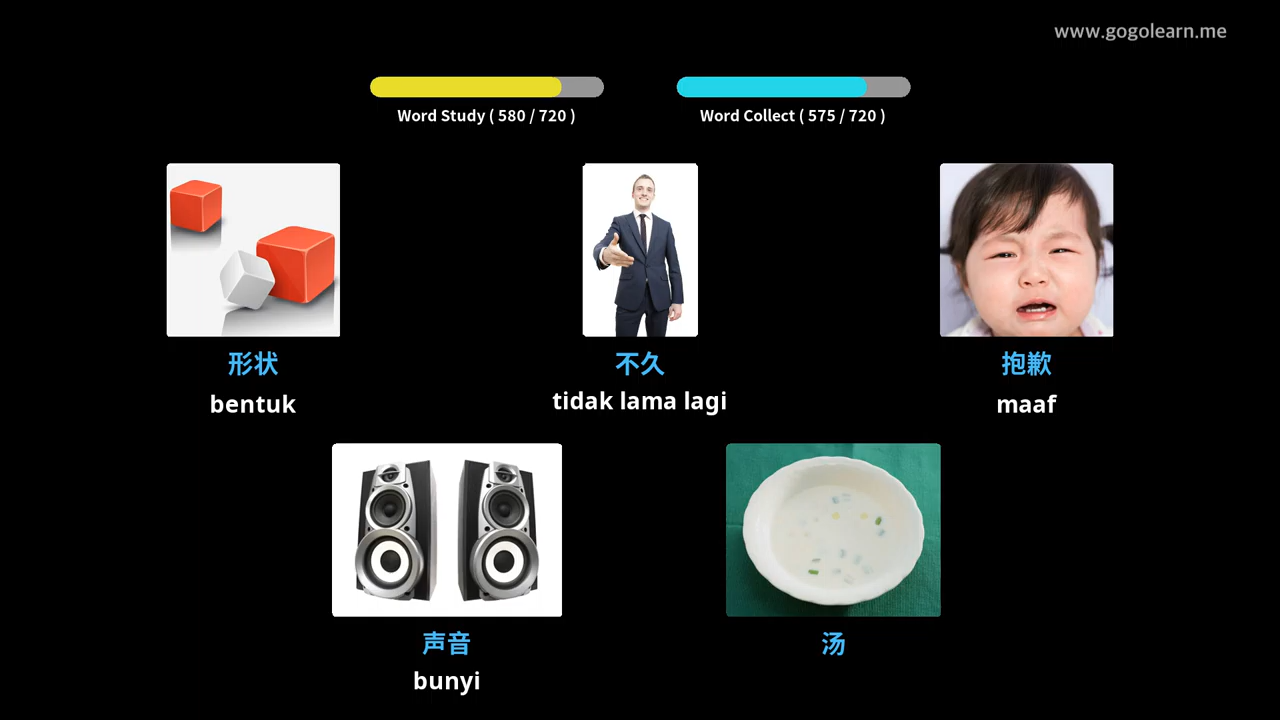 www.gogolearn.me
Word Study ( 580 / 720 )
Word Collect ( 575 / 720 )
形状
bentuk
不久
tidak lama lagi
抱歉
maaf
声音
bunyi
汤